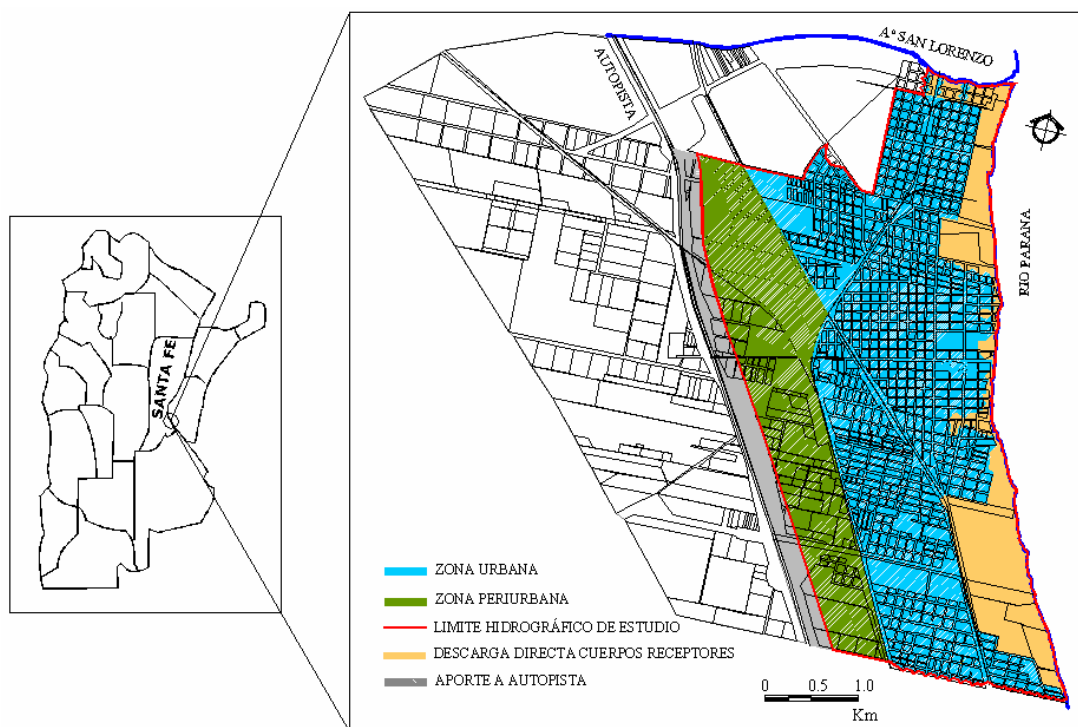 Aº SAN LORENZO
AUTOPISTA
RIO PARANA
SANTA FE
ZONA URBANA
ZONA PERIURBANA
LIMITE HIDROGRÁFICO DE ESTUDIO
DESCARGA DIRECTA CUERPOS RECEPTORES
APORTE A AUTOPISTA
0 0.5 1.0
Km